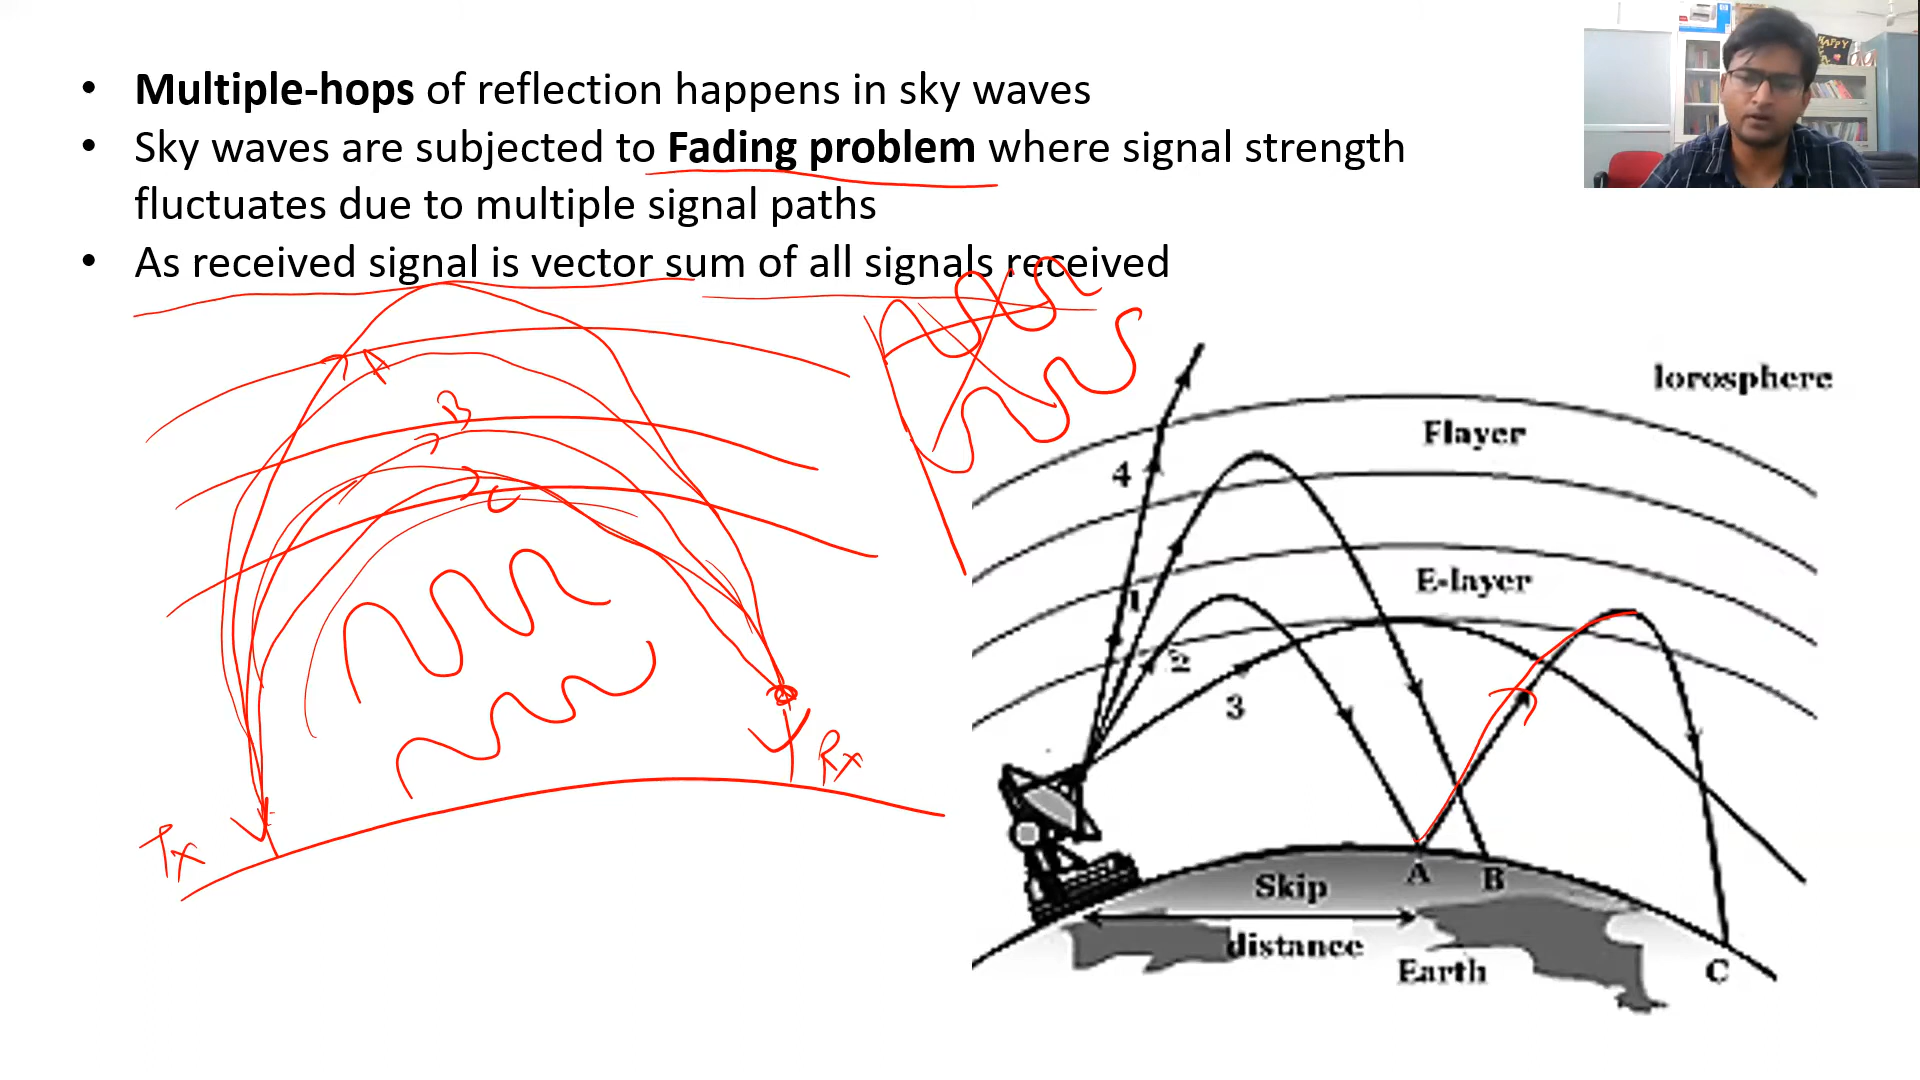 • Multiple-hops of reflection happens in sky waves
• Sky waves are subjected to Fading problem where signal strength
fluctuates due to multiple signal paths
• As received signal is vector sum of all signals received
HAPPY
A
B
C
Tx
Rx
Iorosphere
Flayer
4
E-layer
1
2
3
Skip
A
B
distance
Earth
C